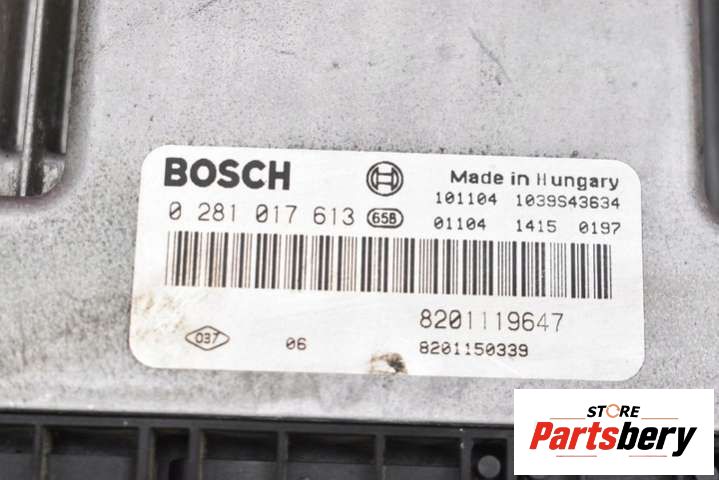 BOSCH
Made in Hungary
101104 1039S43634
0 281 017 613 658
01104 1415 0197
8201119647
037 06
8201150339
STORE
Partsbery